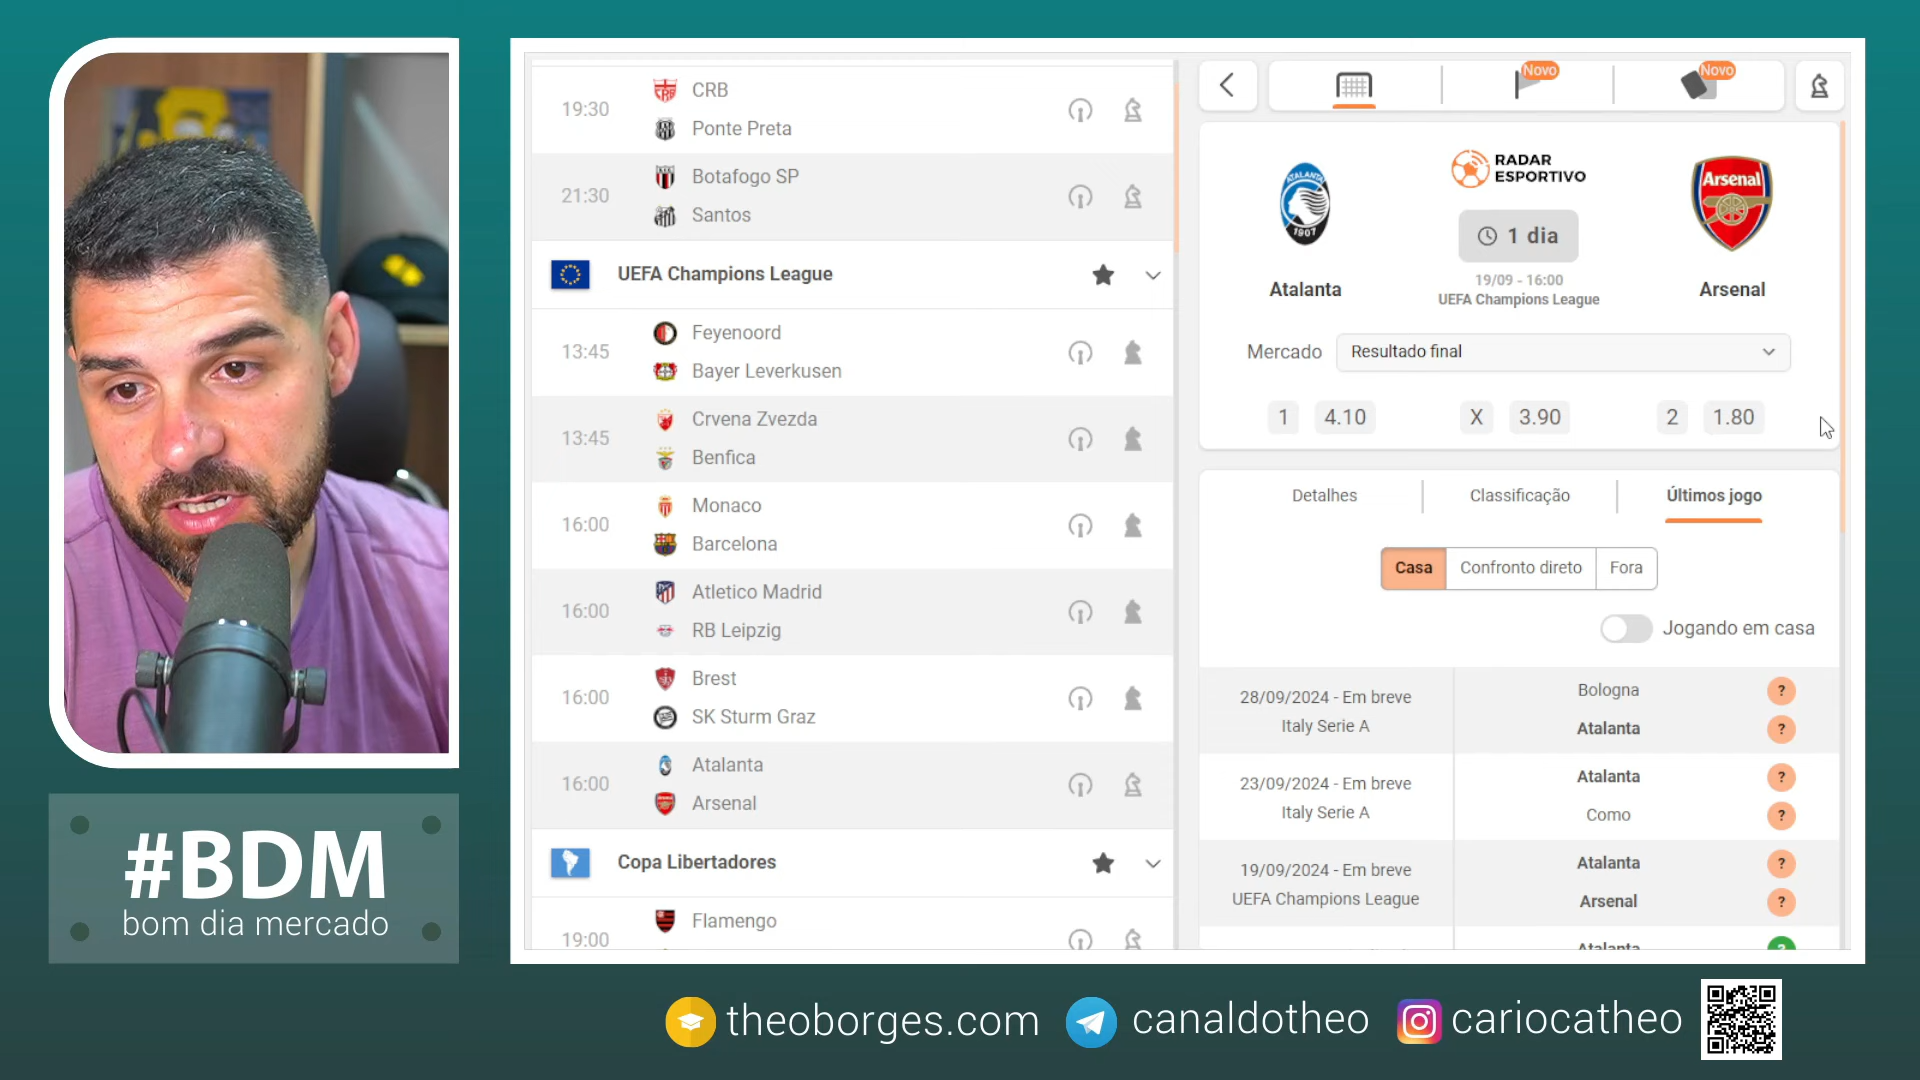 19:30
CRB
Ponte Preta
21:30
Botafogo SP
Santos
UEFA Champions League
13:45
Feyenoord
Bayer Leverkusen
13:45
Crvena Zvezda
Benfica
16:00
Monaco
Barcelona
16:00
Atletico Madrid
RB Leipzig
16:00
Brest
SK Sturm Graz
16:00
Atalanta
Arsenal
Copa Libertadores
19:00
Flamengo
Novo
Novo
ATALANTA
1907
RADAR
ESPORTIVO
Arsenal
1 dia
19/09 - 16:00
UEFA Champions League
Atalanta
Arsenal
Mercado
Resultado final
1 4.10 X 3.90 2 1.80
Detalhes
Classificação
Últimos jogo
Casa
Confronto direto
Fora
Jogando em casa
28/09/2024 - Em breve
Italy Serie A
Bologna ?
Atalanta ?
23/09/2024 - Em breve
Italy Serie A
Atalanta ?
Como ?
19/09/2024 - Em breve
UEFA Champions League
Atalanta ?
Arsenal ?
Atalanta
#BDM
bom dia mercado
theoborges.com
canaldotheo
cariocatheo